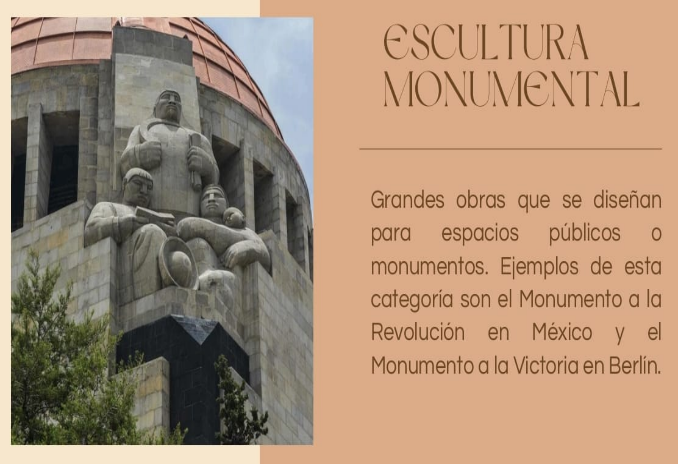 ESCULTURA
MONUMENTAL
Grandes obras que se diseñan
para espacios públicos o
monumentos. Ejemplos de esta
categoría son el Monumento a la
Revolución en México y el
Monumento a la Victoria en Berlín.